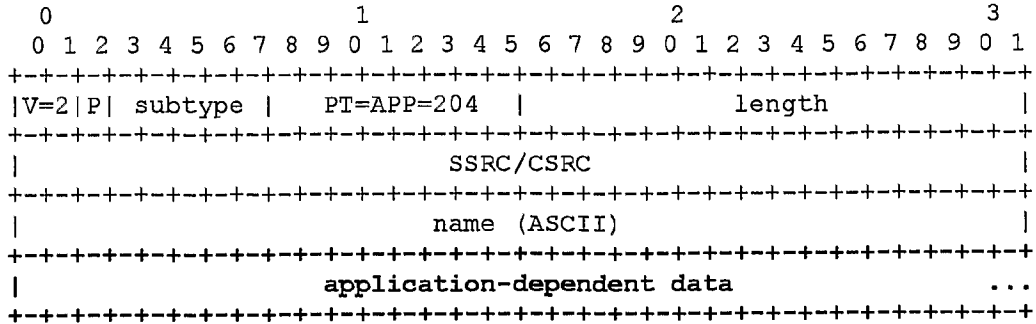 0 1 2 3
0 1 2 3 4 5 6 7 8 9 0 1 2 3 4 5 6 7 8 9 0 1 2 3 4 5 6 7 8 9 0 1
+-+-+-+-+-+-+-+-+-+-+-+-+-+-+-+-+-+-+-+-+-+-+-+-+-+-+-+-+-+-+-+-+
|V=2|P| subtype | PT=APP=204 | length |
+-+-+-+-+-+-+-+-+-+-+-+-+-+-+-+-+-+-+-+-+-+-+-+-+-+-+-+-+-+-+-+-+
| SSRC/CSRC |
+-+-+-+-+-+-+-+-+-+-+-+-+-+-+-+-+-+-+-+-+-+-+-+-+-+-+-+-+-+-+-+-+
| name (ASCII) |
+-+-+-+-+-+-+-+-+-+-+-+-+-+-+-+-+-+-+-+-+-+-+-+-+-+-+-+-+-+-+-+-+
| application-dependent data ...
+-+-+-+-+-+-+-+-+-+-+-+-+-+-+-+-+-+-+-+-+-+-+-+-+-+-+-+-+-+-+-+-+